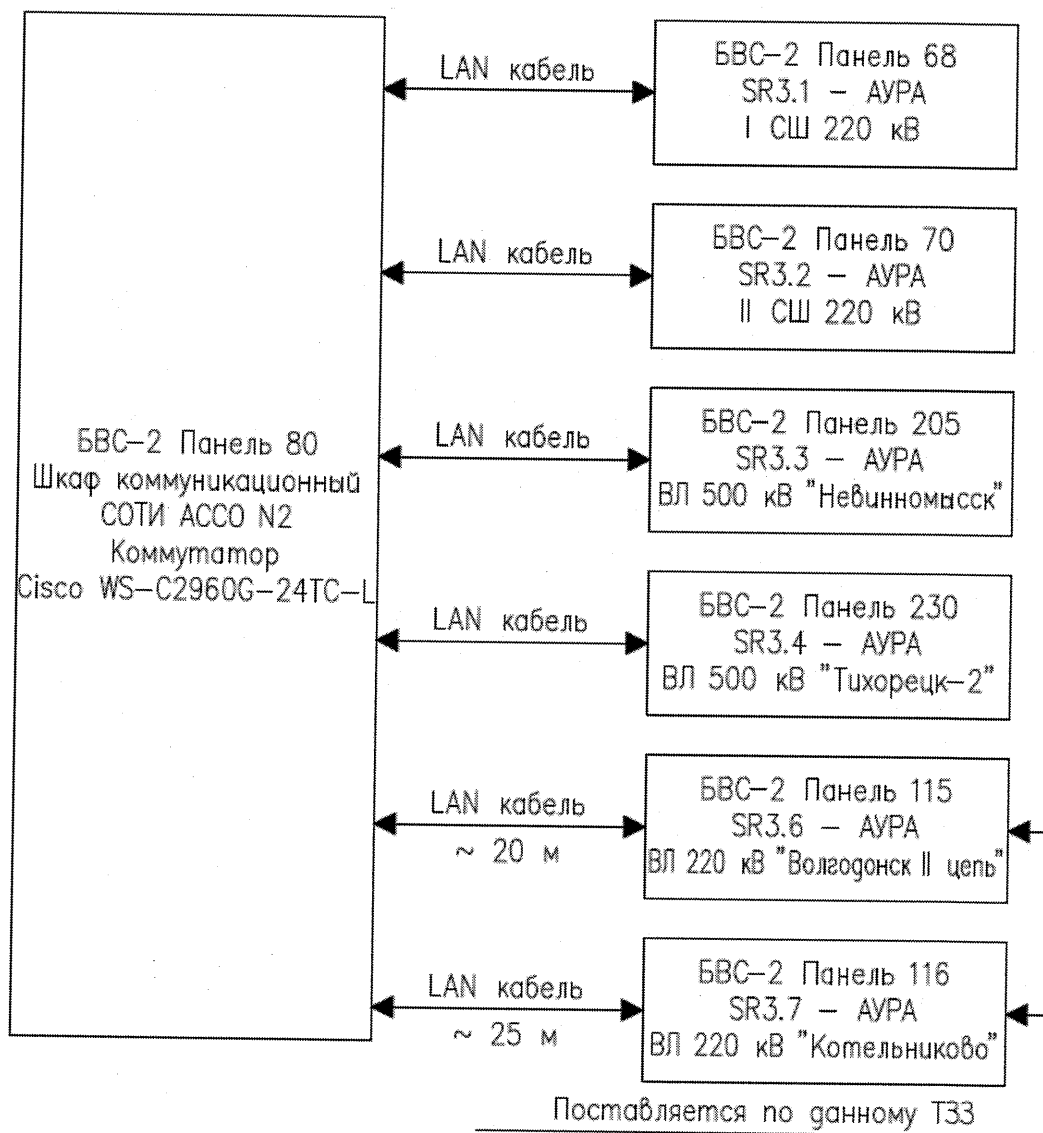 LAN кабель
БВС-2 Панель 68
SR3.1 - АУРА
I СШ 220 кВ
LAN кабель
БВС-2 Панель 70
SR3.2 - АУРА
II СШ 220 кВ
БВС-2 Панель 80
Шкаф коммуникационный
СОТИ АССО N2
Коммутатор
Cisco WS-C2960G-24TC-L
LAN кабель
БВС-2 Панель 205
SR3.3 - АУРА
ВЛ 500 кВ "Невинномысск"
LAN кабель
БВС-2 Панель 230
SR3.4 - АУРА
ВЛ 500 кВ "Тихорецк-2"
LAN кабель
~ 20 м
БВС-2 Панель 115
SR3.6 - АУРА
ВЛ 220 кВ "Волгодонск II цепь"
LAN кабель
~ 25 м
БВС-2 Панель 116
SR3.7 - АУРА
ВЛ 220 кВ "Котельниково"
Поставляется по данному ТЗЗ